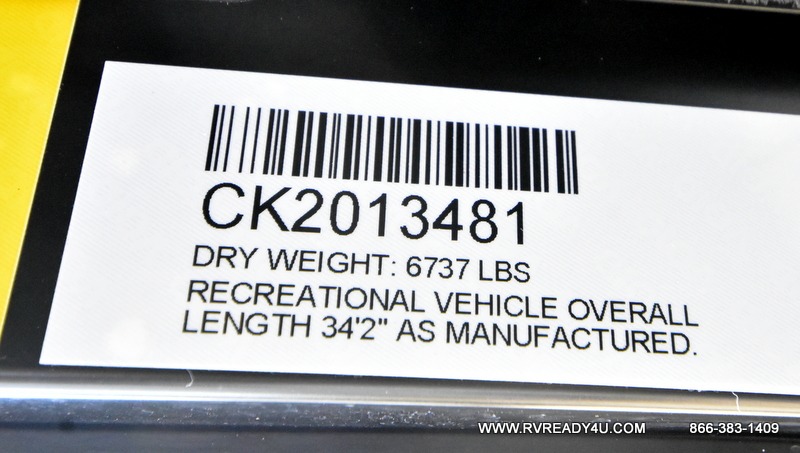 CK2013481
DRY WEIGHT: 6737 LBS
RECREATIONAL VEHICLE OVERALL
LENGTH 34'2" AS MANUFACTURED.
WWW.RVREADY4U.COM 866-383-1409